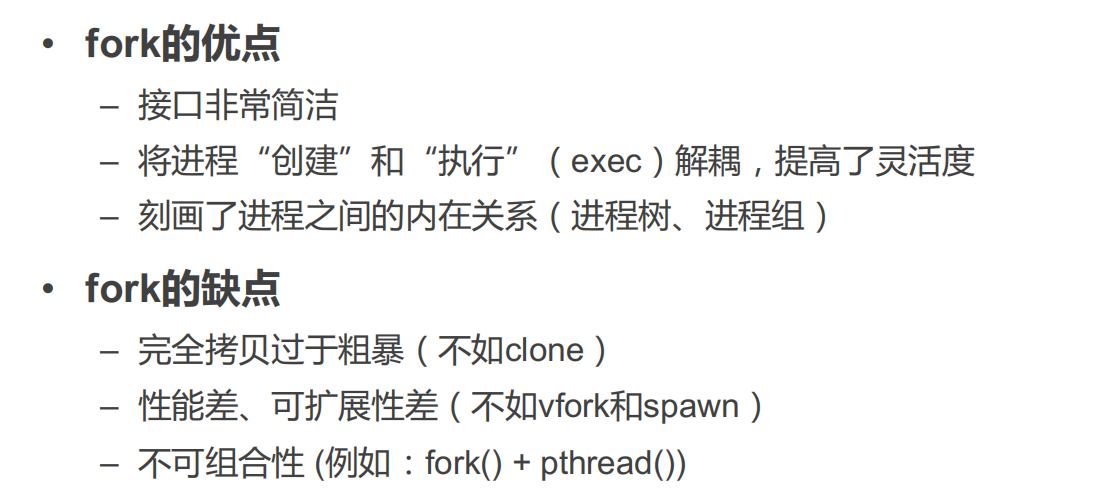 • fork的优点
– 接口非常简洁
– 将进程“创建”和“执行”（exec）解耦，提高了灵活度
– 刻画了进程之间的内在关系（进程树、进程组）
• fork的缺点
– 完全拷贝过于粗暴（不如clone）
– 性能差、可扩展性差（不如vfork和spawn）
– 不可组合性 (例如：fork() + pthread())